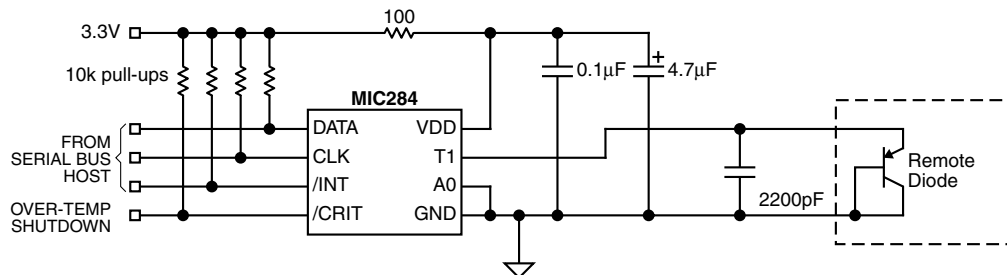 3.3V
100
10k pull-ups
0.1µF
4.7µF
+
MIC284
FROM
SERIAL BUS
HOST
DATA
CLK
/INT
/CRIT
VDD
T1
A0
GND
OVER-TEMP
SHUTDOWN
2200pF
Remote
Diode